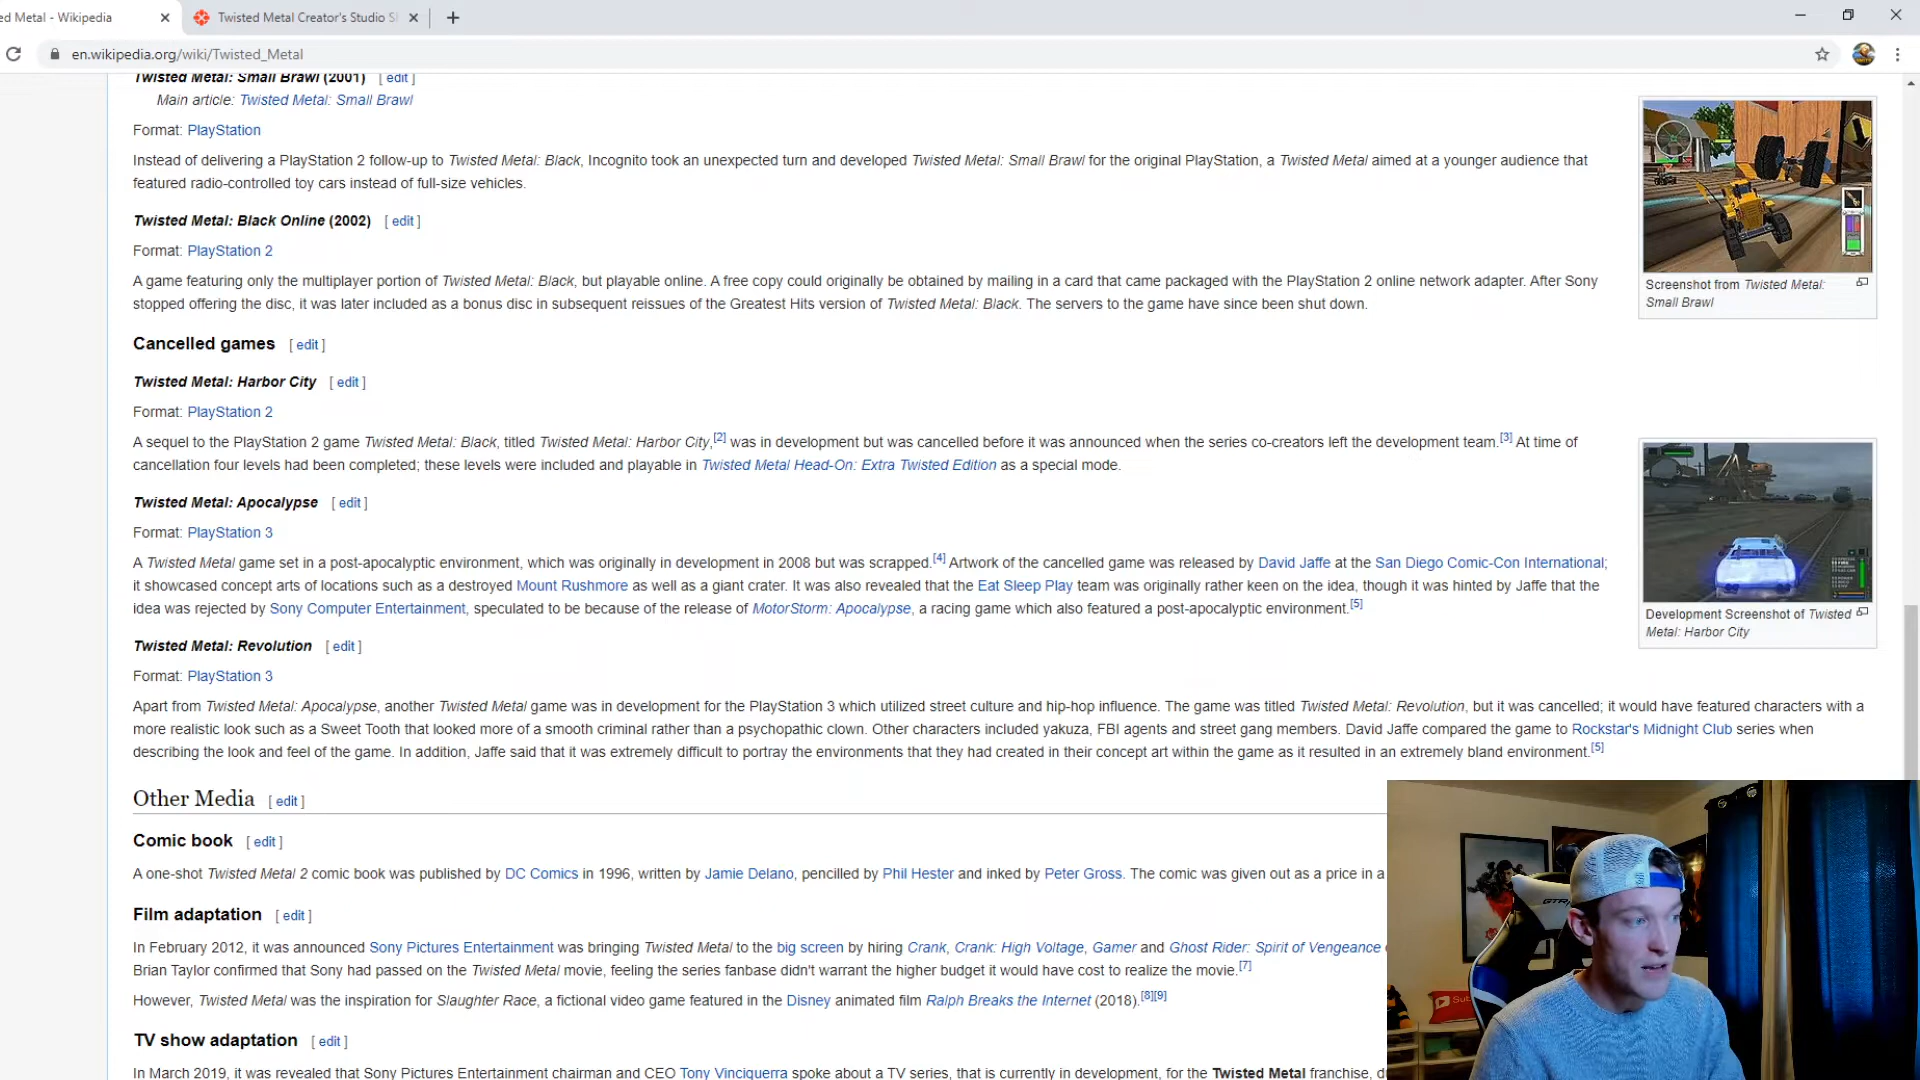 ed Metal - Wikipedia
Twisted Metal Creator's Studio S
en.wikipedia.org/wiki/Twisted_Metal
Twisted Metal: Small Brawl (2001) [ edit ]
Main article: Twisted Metal: Small Brawl
Format: PlayStation
Instead of delivering a PlayStation 2 follow-up to Twisted Metal: Black, Incognito took an unexpected turn and developed Twisted Metal: Small Brawl for the original PlayStation, a Twisted Metal aimed at a younger audience that
featured radio-controlled toy cars instead of full-size vehicles.
Screenshot from Twisted Metal:
Small Brawl
Twisted Metal: Black Online (2002) [ edit ]
Format: PlayStation 2
A game featuring only the multiplayer portion of Twisted Metal: Black, but playable online. A free copy could originally be obtained by mailing in a card that came packaged with the PlayStation 2 online network adapter. After Sony
stopped offering the disc, it was later included as a bonus disc in subsequent reissues of the Greatest Hits version of Twisted Metal: Black. The servers to the game have since been shut down.
Cancelled games [ edit ]
Twisted Metal: Harbor City [ edit ]
Format: PlayStation 2
A sequel to the PlayStation 2 game Twisted Metal: Black, titled Twisted Metal: Harbor City,[2] was in development but was cancelled before it was announced when the series co-creators left the development team.[3] At time of
cancellation four levels had been completed; these levels were included and playable in Twisted Metal Head-On: Extra Twisted Edition as a special mode.
Development Screenshot of Twisted
Metal: Harbor City
Twisted Metal: Apocalypse [ edit ]
Format: PlayStation 3
A Twisted Metal game set in a post-apocalyptic environment, which was originally in development in 2008 but was scrapped.[4] Artwork of the cancelled game was released by David Jaffe at the San Diego Comic-Con International;
it showcased concept arts of locations such as a destroyed Mount Rushmore as well as a giant crater. It was also revealed that the Eat Sleep Play team was originally rather keen on the idea, though it was hinted by Jaffe that the
idea was rejected by Sony Computer Entertainment, speculated to be because of the release of MotorStorm: Apocalypse, a racing game which also featured a post-apocalyptic environment.[5]
Twisted Metal: Revolution [ edit ]
Format: PlayStation 3
Apart from Twisted Metal: Apocalypse, another Twisted Metal game was in development for the PlayStation 3 which utilized street culture and hip-hop influence. The game was titled Twisted Metal: Revolution, but it was cancelled; it would have featured characters with a
more realistic look such as a Sweet Tooth that looked more of a smooth criminal rather than a psychopathic clown. Other characters included yakuza, FBI agents and street gang members. David Jaffe compared the game to Rockstar's Midnight Club series when
describing the look and feel of the game. In addition, Jaffe said that it was extremely difficult to portray the environments that they had created in their concept art within the game as it resulted in an extremely bland environment.[5]
Other Media [ edit ]
Comic book [ edit ]
A one-shot Twisted Metal 2 comic book was published by DC Comics in 1996, written by Jamie Delano, pencilled by Phil Hester and inked by Peter Gross. The comic was given out as a price in a
Film adaptation [ edit ]
In February 2012, it was announced Sony Pictures Entertainment was bringing Twisted Metal to the big screen by hiring Crank, Crank: High Voltage, Gamer and Ghost Rider: Spirit of Vengeance
Brian Taylor confirmed that Sony had passed on the Twisted Metal movie, feeling the series fanbase didn't warrant the higher budget it would have cost to realize the movie.[7]
However, Twisted Metal was the inspiration for Slaughter Race, a fictional video game featured in the Disney animated film Ralph Breaks the Internet (2018).[8][9]
TV show adaptation [ edit ]
In March 2019, it was revealed that Sony Pictures Entertainment chairman and CEO Tony Vinciquerra spoke about a TV series, that is currently in development, for the Twisted Metal franchise, d